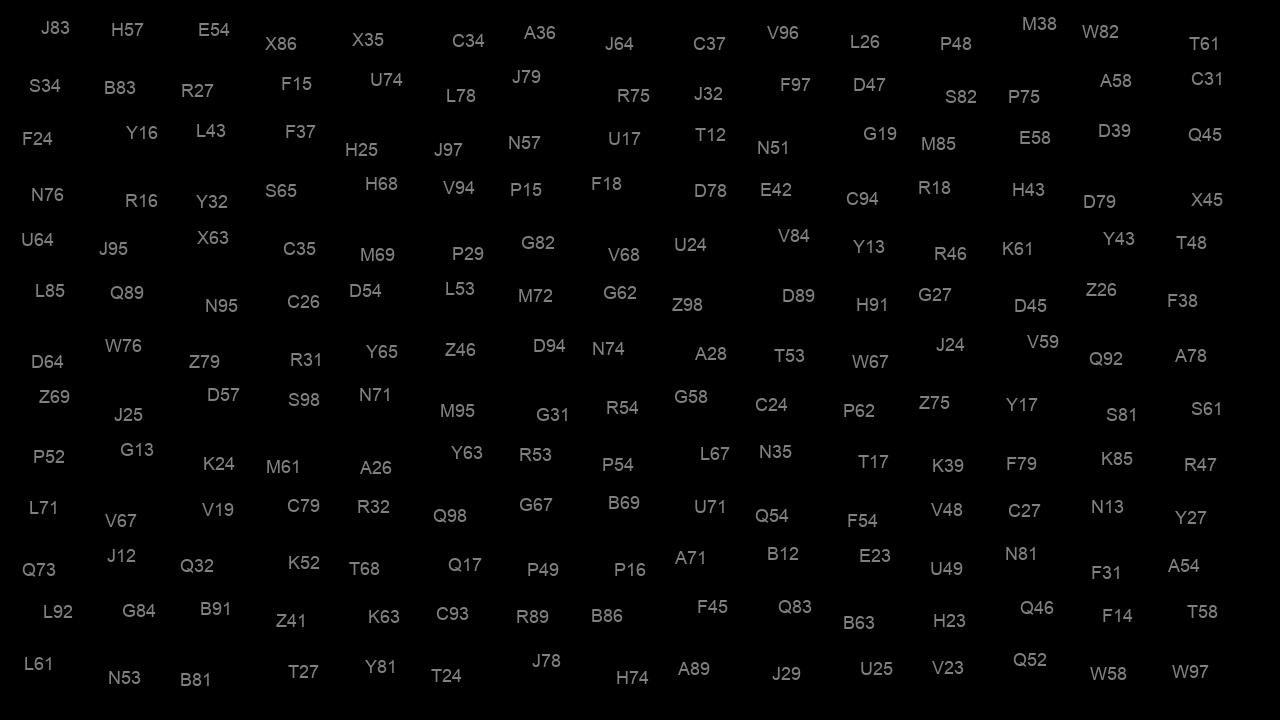 J83 H57 E54 X86 X35 C34 A36 J64 C37 V96 L26 P48 M38 W82 T61
S34 B83 R27 F15 U74 L78 J79 R75 J32 F97 D47 S82 P75 A58 C31
F24 Y16 L43 F37 H25 J97 N57 U17 T12 N51 G19 M85 E58 D39 Q45
N76 R16 Y32 S65 H68 V94 P15 F18 D78 E42 C94 R18 H43 D79 X45
U64 J95 X63 C35 M69 P29 G82 V68 U24 V84 Y13 R46 K61 Y43 T48
L85 Q89 N95 C26 D54 L53 M72 G62 Z98 D89 H91 G27 D45 Z26 F38
D64 W76 Z79 R31 Y65 Z46 D94 N74 A28 T53 W67 J24 V59 Q92 A78
Z69 J25 D57 S98 N71 M95 G31 R54 G58 C24 P62 Z75 Y17 S81 S61
P52 G13 K24 M61 A26 Y63 R53 P54 L67 N35 T17 K39 F79 K85 R47
L71 V67 V19 C79 R32 Q98 G67 B69 U71 Q54 F54 V48 C27 N13 Y27
Q73 J12 Q32 K52 T68 Q17 P49 P16 A71 B12 E23 U49 N81 F31 A54
L92 G84 B91 Z41 K63 C93 R89 B86 F45 Q83 B63 H23 Q46 F14 T58
L61 N53 B81 T27 Y81 T24 J78 H74 A89 J29 U25 V23 Q52 W58 W97